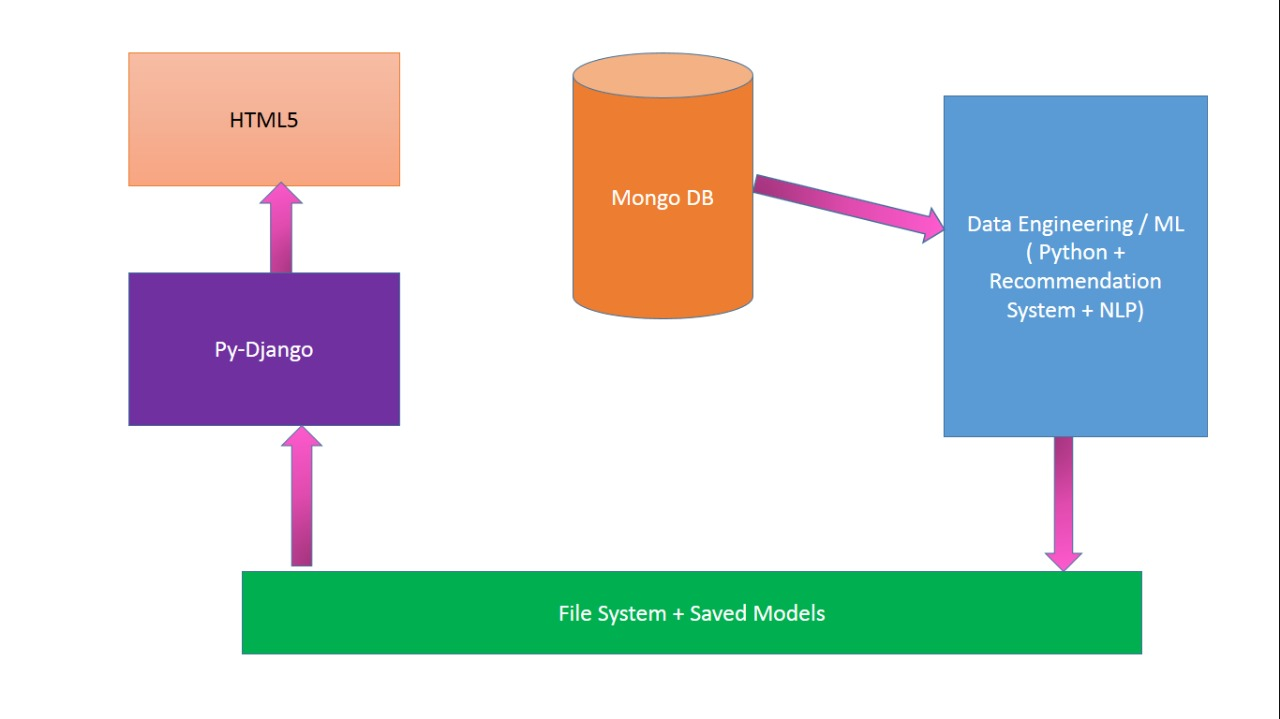 HTML5
Mongo DB
Data Engineering / ML
( Python +
Recommendation
System + NLP)
Py-Django
File System + Saved Models